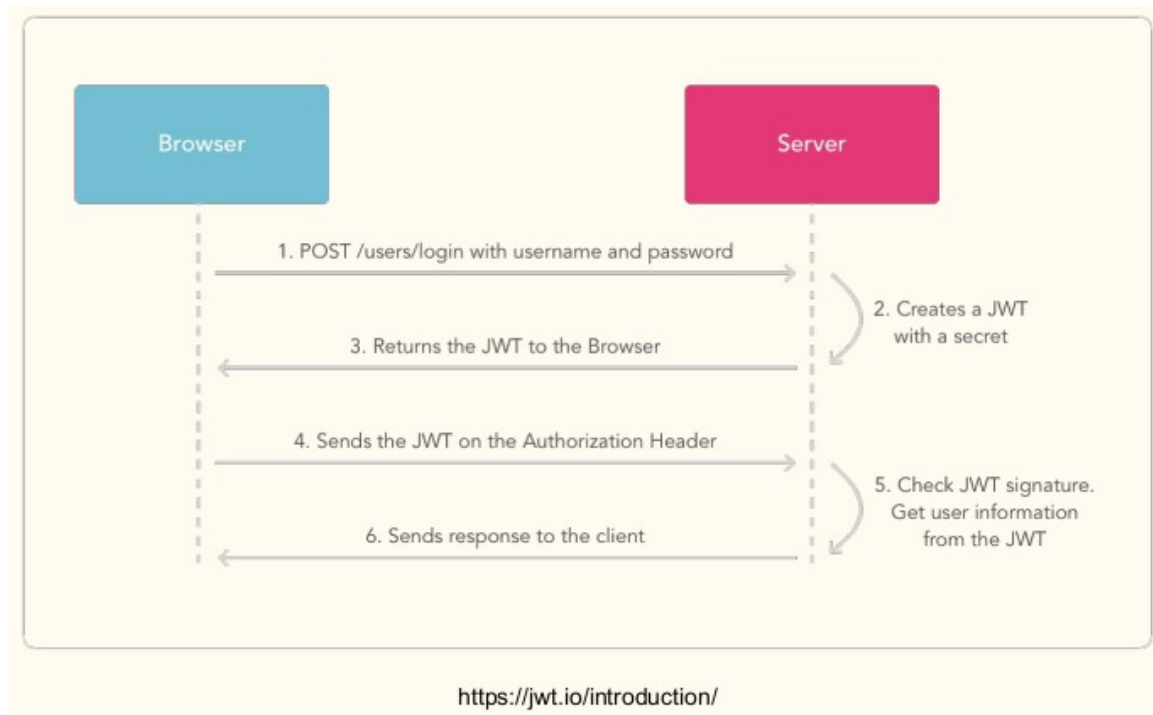 Browser
Server
1. POST /users/login with username and password
2. Creates a JWT
with a secret
3. Returns the JWT to the Browser
4. Sends the JWT on the Authorization Header
5. Check JWT signature.
Get user information
from the JWT
6. Sends response to the client
https://jwt.io/introduction/